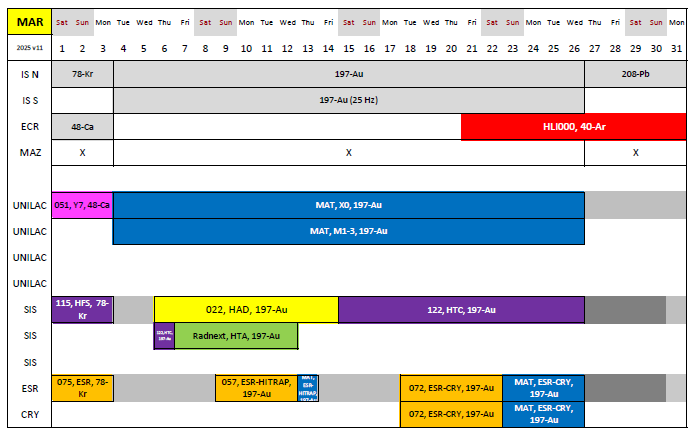 MAR Sat Sun Mon Tue Wed Thu Fri Sat Sun Mon Tue Wed Thu Fri Sat Sun Mon Tue Wed Thu Fri Sat Sun Mon Tue Wed Thu Fri Sat Sun Mon
2025 v11 1 2 3 4 5 6 7 8 9 10 11 12 13 14 15 16 17 18 19 20 21 22 23 24 25 26 27 28 29 30 31
IS N 78-Kr 197-Au 208-Pb
IS S 197-Au (25 Hz)
ECR 48-Ca HLI000, 40-Ar
MAZ X X X
UNILAC 051, Y7, 48-Ca MAT, X0, 197-Au
UNILAC MAT, M1-3, 197-Au
UNILAC
UNILAC
SIS 115, HFS, 78-
Kr 022, HAD, 197-Au 122, HTC, 197-Au
SIS Radnext, HTA, 197-Au
SIS
ESR 075, ESR, 78-
Kr 057, ESR-HITRAP,
197-Au MAT,
ESR-
HITRAP,
197-Au 072, ESR-CRY, 197-Au MAT, ESR-CRY,
197-Au
CRY 072, ESR-CRY, 197-Au MAT, ESR-CRY,
197-Au